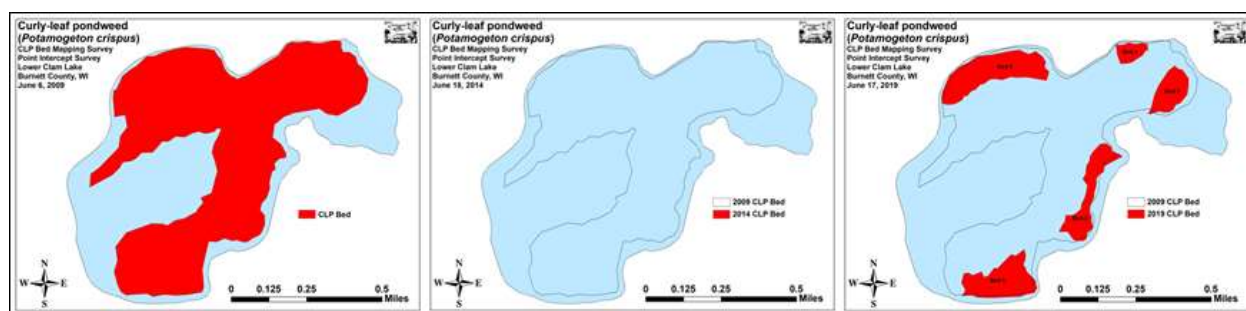 Curly-leaf pondweed
(Potamogeton crispus)
CLP Bed Mapping Survey
Point Intercept Survey
Lower Clam Lake
Burnett County, WI
June 6, 2009
CLP Bed
N
W E
S
0 0.125 0.25 0.5
Miles
Curly-leaf pondweed
(Potamogeton crispus)
CLP Bed Mapping Survey
Point Intercept Survey
Lower Clam Lake
Burnett County, WI
June 18, 2014
2009 CLP Bed
2014 CLP Bed
N
W E
S
0 0.125 0.25 0.5
Miles
Curly-leaf pondweed
(Potamogeton crispus)
CLP Bed Mapping Survey
Point Intercept Survey
Lower Clam Lake
Burnett County, WI
June 17, 2019
2009 CLP Bed
2019 CLP Bed
N
W E
S
0 0.125 0.25 0.5
Miles